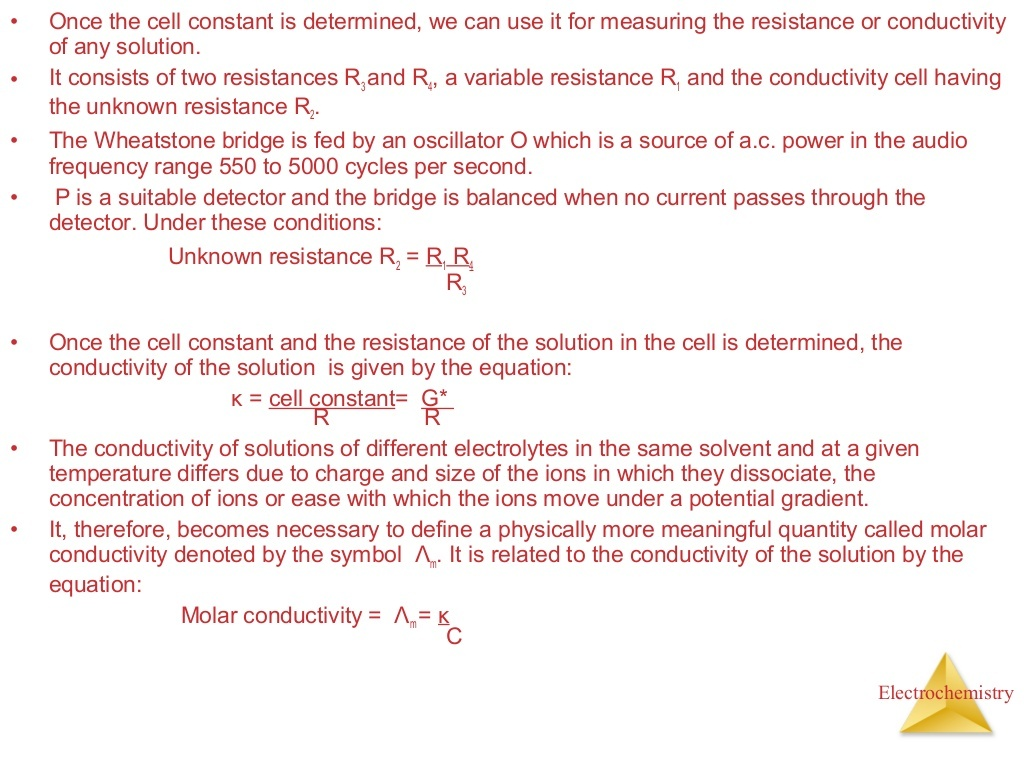 • Once the cell constant is determined, we can use it for measuring the resistance or conductivity
of any solution.
• It consists of two resistances R₃ and R₄, a variable resistance R₁ and the conductivity cell having
the unknown resistance R₂.
• The Wheatstone bridge is fed by an oscillator O which is a source of a.c. power in the audio
frequency range 550 to 5000 cycles per second.
• P is a suitable detector and the bridge is balanced when no current passes through the
detector. Under these conditions:
Unknown resistance R₂ = R₁ R₄
R₃
• Once the cell constant and the resistance of the solution in the cell is determined, the
conductivity of the solution is given by the equation:
κ = cell constant= G*
R R
• The conductivity of solutions of different electrolytes in the same solvent and at a given
temperature differs due to charge and size of the ions in which they dissociate, the
concentration of ions or ease with which the ions move under a potential gradient.
• It, therefore, becomes necessary to define a physically more meaningful quantity called molar
conductivity denoted by the symbol Λₘ. It is related to the conductivity of the solution by the
equation:
Molar conductivity = Λₘ= κ
C
Electrochemistry